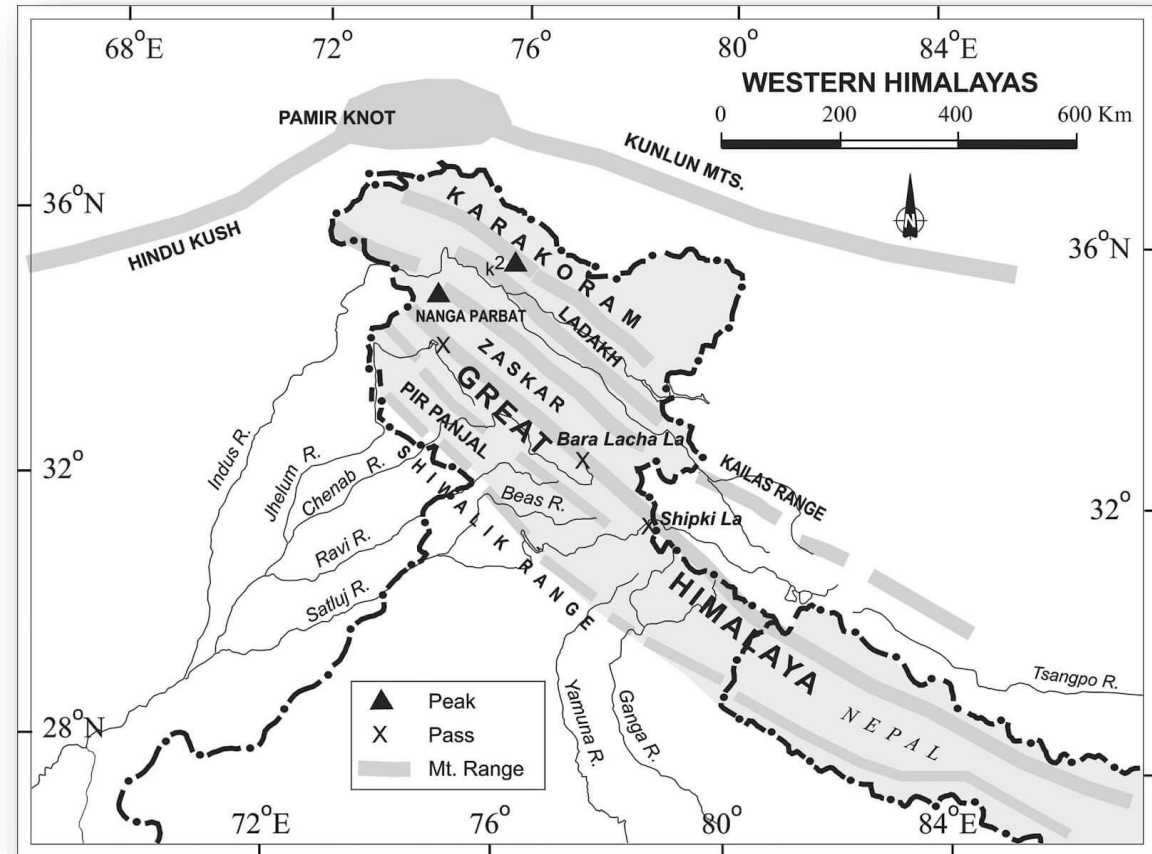 68°E
72°
76°
80°
84°E
WESTERN HIMALAYAS
0 200 400 600 Km
PAMIR KNOT
KUNLUN MTS.
36°N
HINDU KUSH
N
36°N
KARAKORAM
k2
NANGA PARBAT
LADAKH
ZASKAR
GREAT
PIR PANJAL
Bara Lacha La
32°
Indus R.
Jhelum R.
Chenab R.
SHIWALIK RANGE
Beas R.
KAILAS RANGE
Shipki La
32°
Ravi R.
Satluj R.
HIMALAYA
Tsangpo R.
Yamuna R.
Ganga R.
NEPAL
28°N
Peak
X Pass
Mt. Range
72°E
76°
80°
84°E